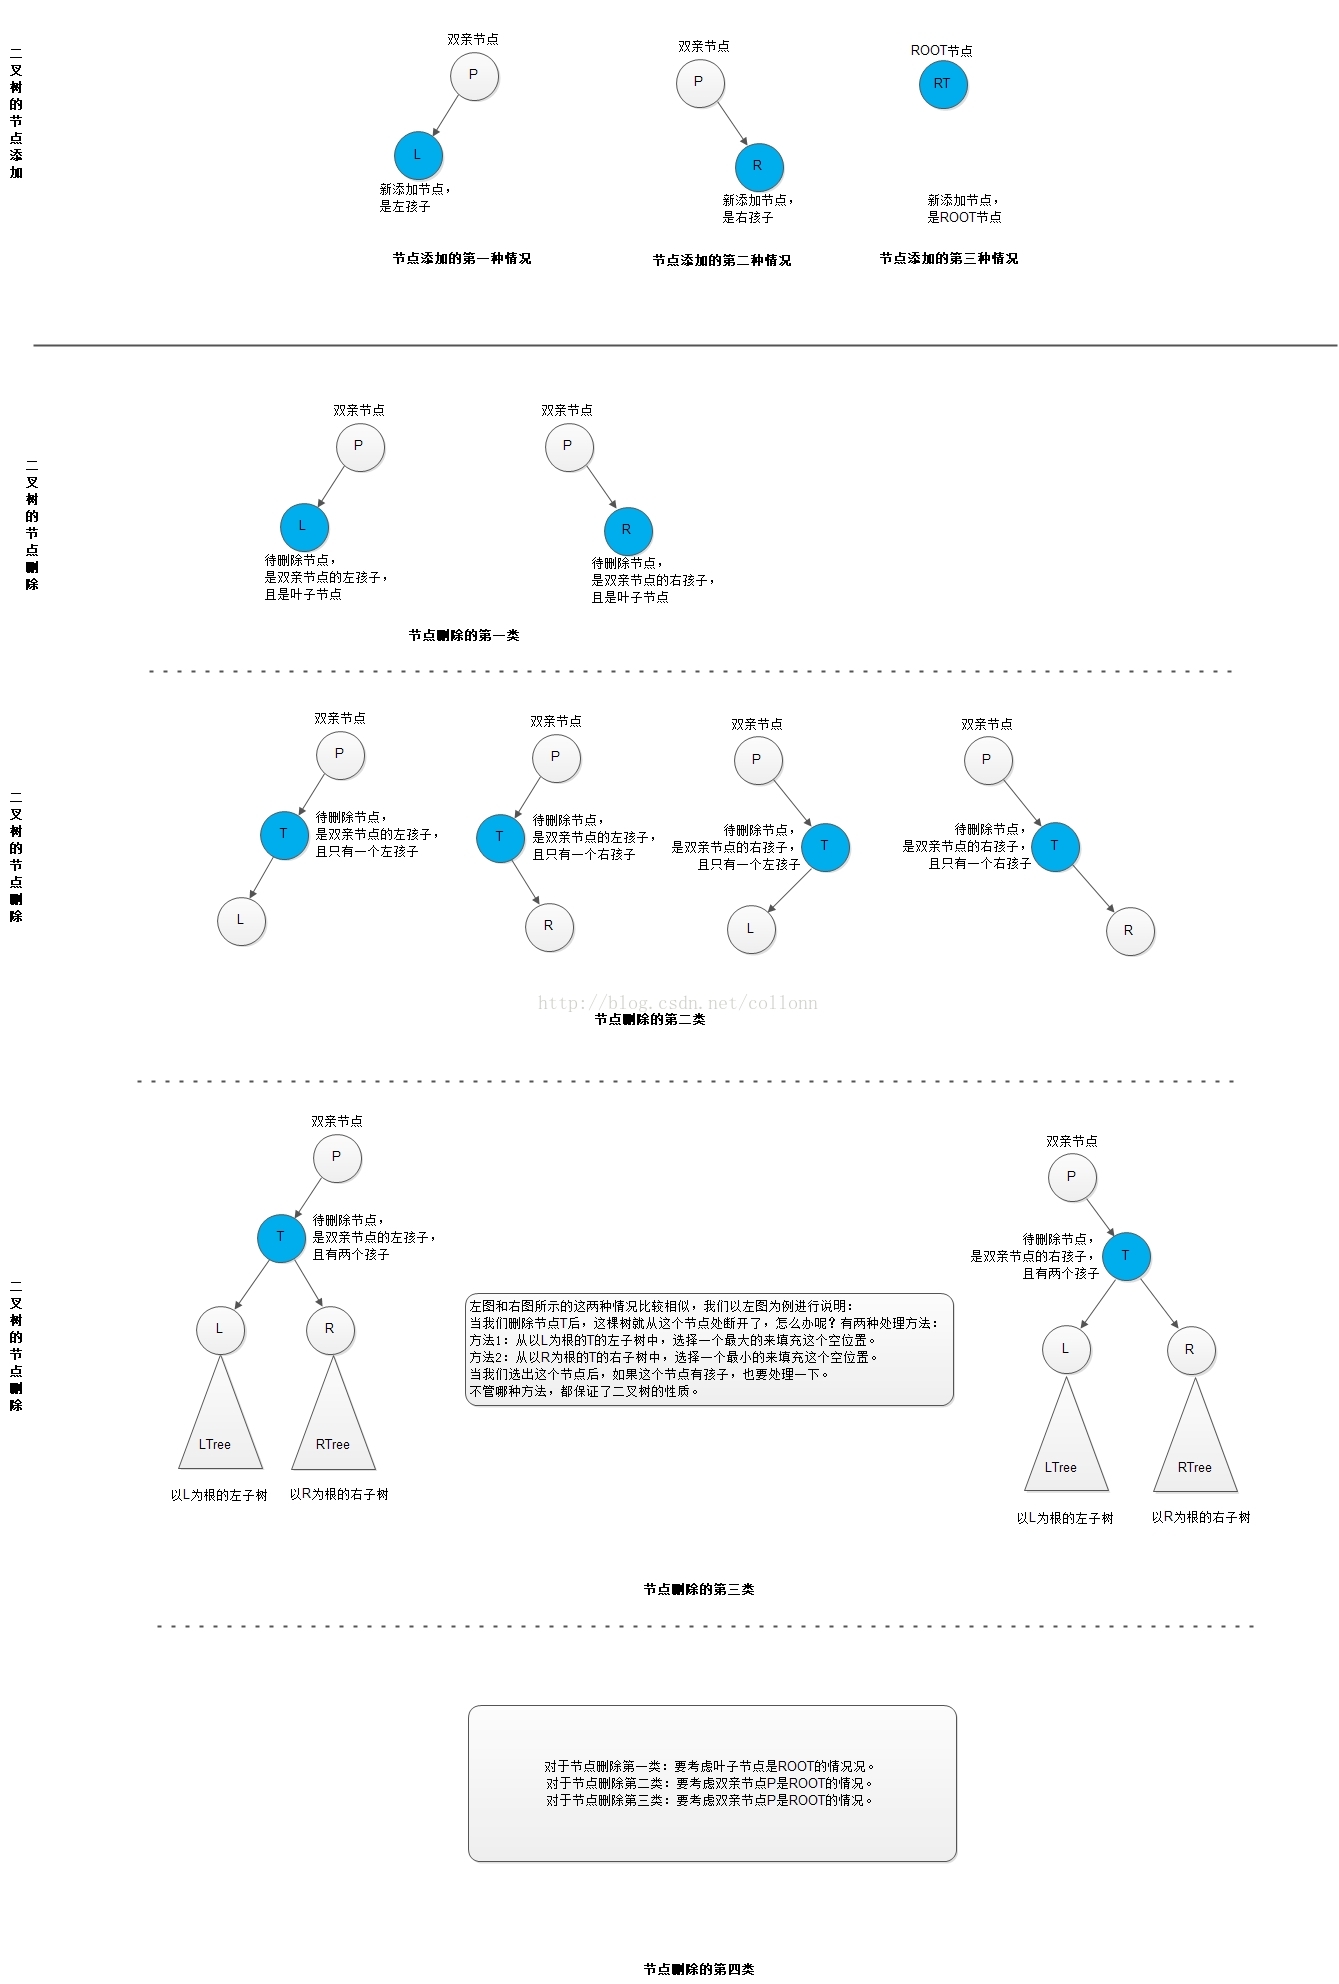 二叉树的节点添加
双亲节点
P
L
新添加节点，
是左孩子
节点添加的第一种情况
双亲节点
P
R
新添加节点，
是右孩子
节点添加的第二种情况
ROOT节点
RT
新添加节点，
是ROOT节点
节点添加的第三种情况
二叉树的节点删除
双亲节点
P
L
待删除节点，
是双亲节点的左孩子，
且是叶子节点
双亲节点
P
R
待删除节点，
是双亲节点的右孩子，
且是叶子节点
节点删除的第一类
二叉树的节点删除
双亲节点
P
T
待删除节点，
是双亲节点的左孩子，
且只有一个左孩子
L
双亲节点
P
T
待删除节点，
是双亲节点的左孩子，
且只有一个右孩子
R
双亲节点
P
待删除节点，
是双亲节点的右孩子，
且只有一个左孩子
T
L
双亲节点
P
待删除节点，
是双亲节点的右孩子，
且只有一个右孩子
T
R
http://blog.csdn.net/collonn
节点删除的第二类
二叉树的节点删除
双亲节点
P
T
待删除节点，
是双亲节点的左孩子，
且有两个孩子
L
R
LTree
RTree
以L为根的左子树
以R为根的右子树
左图和右图所示的这两种情况比较相似，我们以左图为例进行说明：
当我们删除节点T后，这棵树就从这个节点处断开了，怎么办呢？有两种处理方法：
方法1：从以L为根的T的左子树中，选择一个最大的来填充这个空位置。
方法2：从以R为根的T的右子树中，选择一个最小的来填充这个空位置。
当我们选出这个节点后，如果这个节点有孩子，也要处理一下。
不管哪种方法，都保证了二叉树的性质。
双亲节点
P
待删除节点，
是双亲节点的右孩子，
且有两个孩子
T
L
R
LTree
RTree
以L为根的左子树
以R为根的右子树
节点删除的第三类
对于节点删除第一类：要考虑叶子节点是ROOT的情况况。
对于节点删除第二类：要考虑双亲节点P是ROOT的情况。
对于节点删除第三类：要考虑双亲节点P是ROOT的情况。
节点删除的第四类